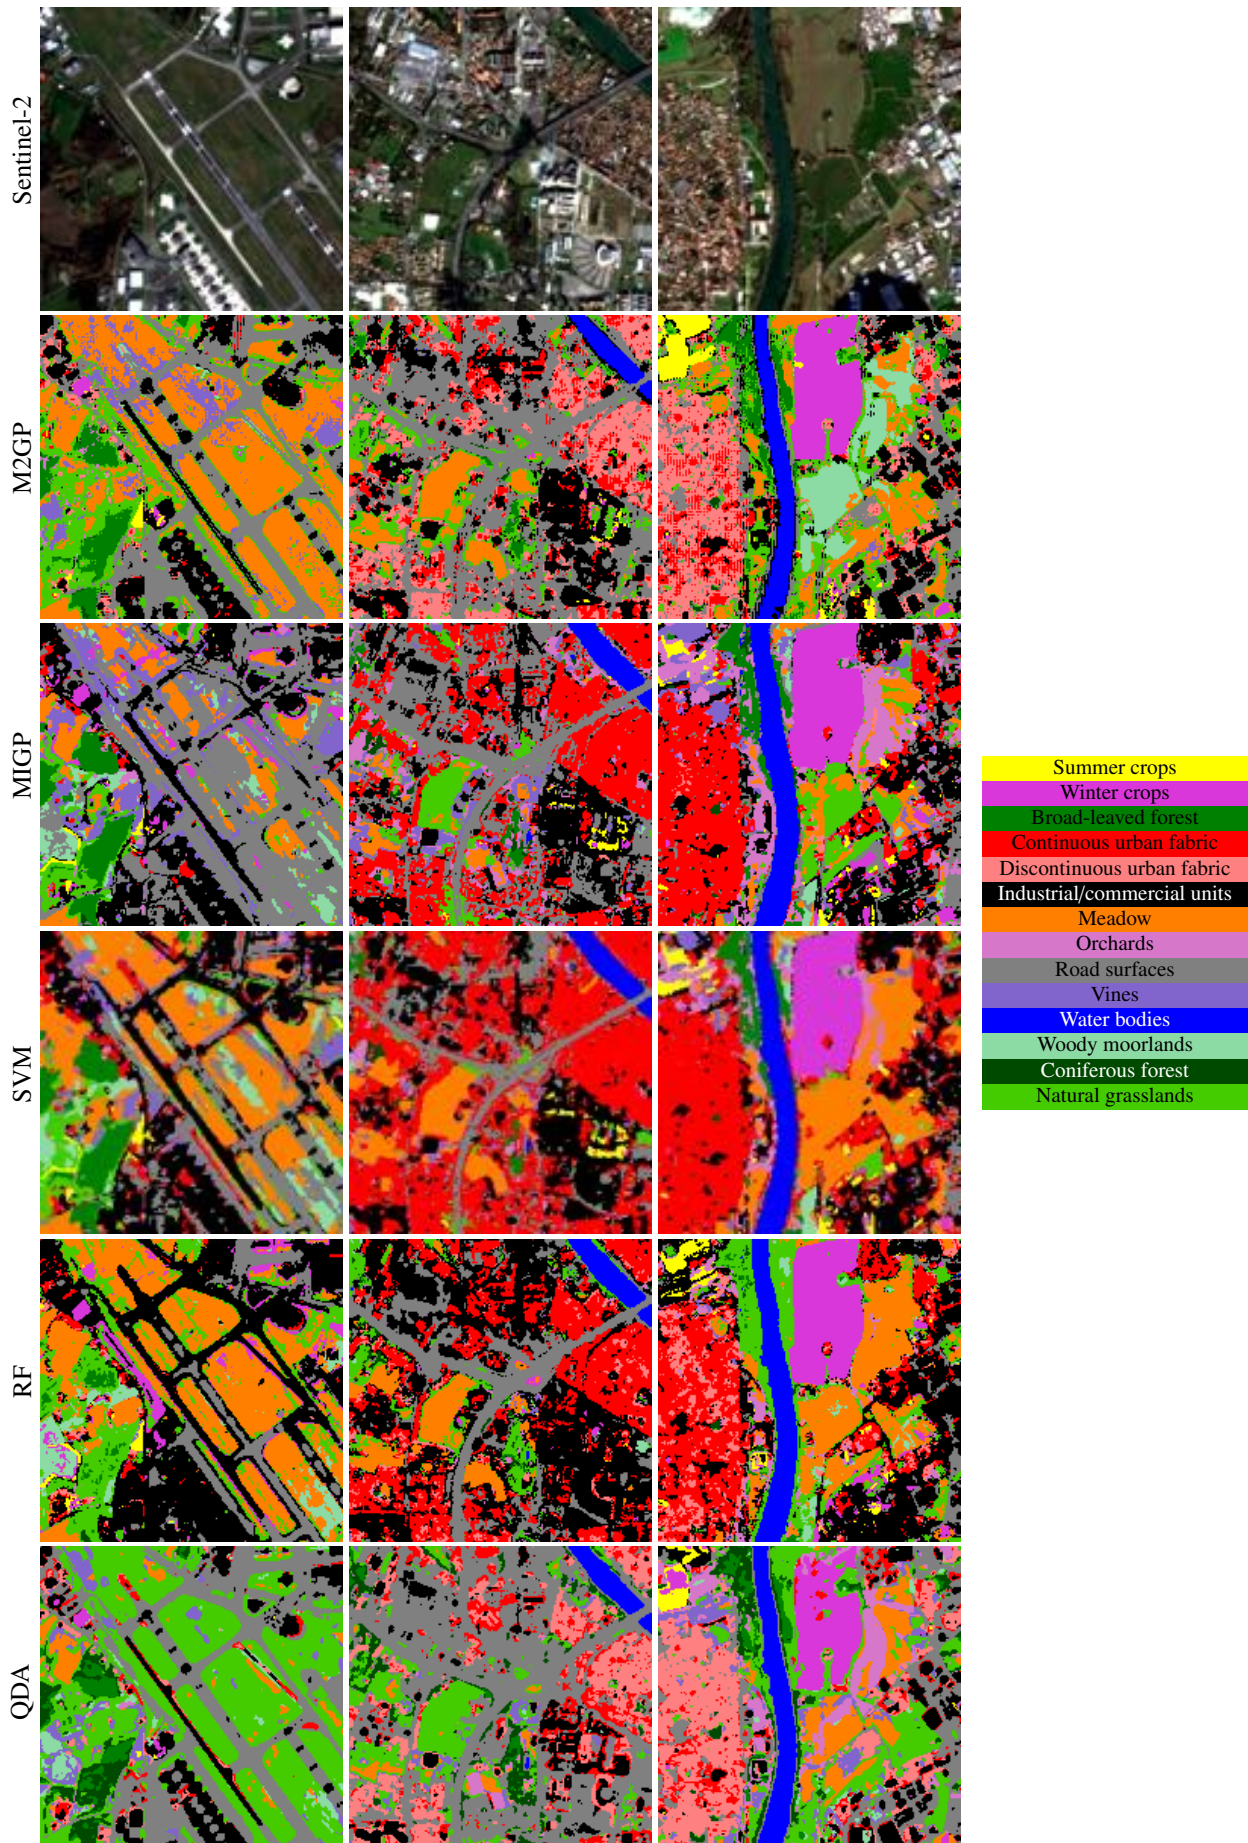 Sentinel-2
M2GP
MIGP
SVM
RF
QDA
Summer crops
Winter crops
Broad-leaved forest
Continuous urban fabric
Discontinuous urban fabric
Industrial/commercial units
Meadow
Orchards
Road surfaces
Vines
Water bodies
Woody moorlands
Coniferous forest
Natural grasslands